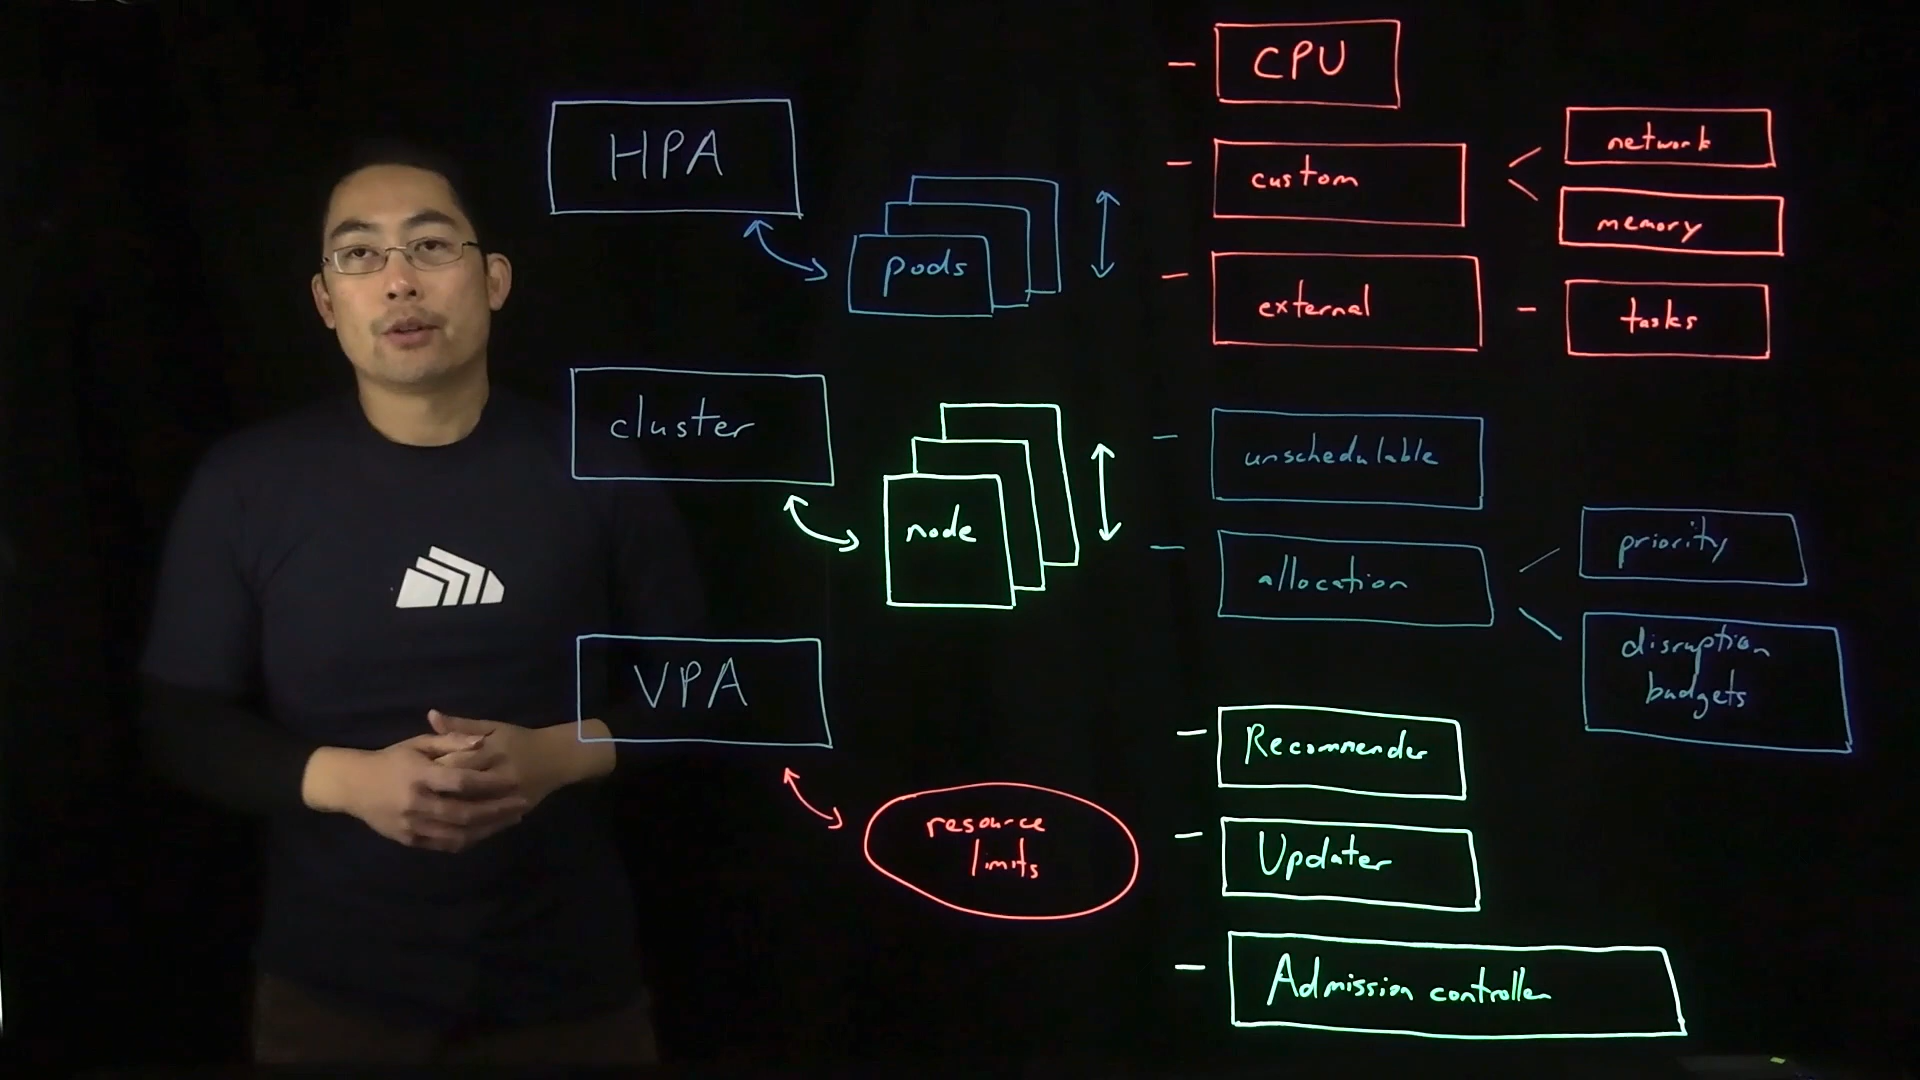 HPA
pods
CPU
custom
network
memory
external
tasks
cluster
node
unschedulable
allocation
priority
disruption
budgets
VPA
resource
limits
Recommender
Updater
Admission controller